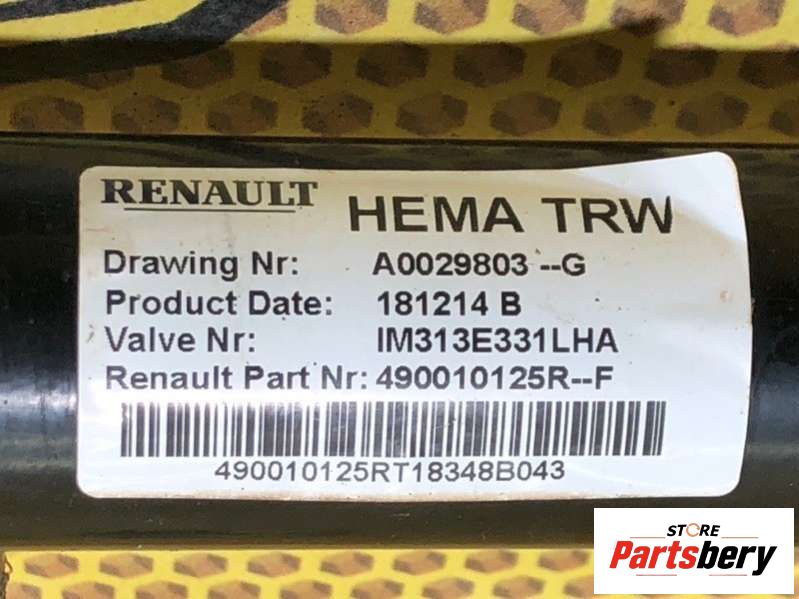 RENAULT HEMA TRW
Drawing Nr: A0029803 --G
Product Date: 181214 B
Valve Nr: IM313E331LHA
Renault Part Nr: 490010125R--F
490010125RT18348B043
STORE
Partsbery